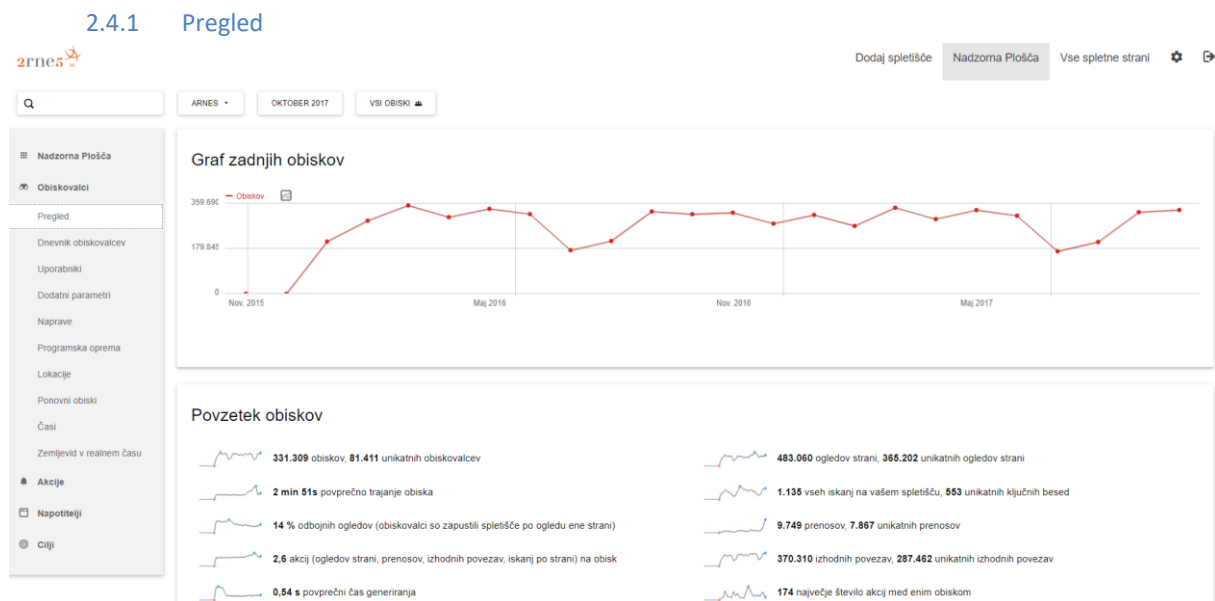 2.4.1 Pregled
2rne5
Dodaj spletišče Nadzorna Plošča Vse spletne strani
ARNES OKTOBER 2017 VSI OBISKI
Nadzorna Plošča
Obiskovalci
Pregled
Dnevnik obiskovalcev
Uporabniki
Dodatni parametri
Naprave
Programska oprema
Lokacije
Ponovni obiski
Časi
Zemljevid v realnem času
Akcije
Napotitelji
Cilji
Graf zadnjih obiskov
Obiskov
359.690
179.845
0
Nov. 2015 Maj 2016 Nov. 2016 Maj 2017
Povzetek obiskov
331.309 obiskov, 81.411 unikatnih obiskovalcev
2 min 51s povprečno trajanje obiska
14 % odbojnih ogledov (obiskovalci so zapustili spletišče po ogledu ene strani)
2,6 akcij (ogledov strani, prenosov, izhodnih povezav, iskanj po strani) na obisk
0,54 s povprečni čas generiranja
483.060 ogledov strani, 365.202 unikatnih ogledov strani
1.135 vseh iskanj na vašem spletišču, 553 unikatnih ključnih besed
9.749 prenosov, 7.867 unikatnih prenosov
370.310 izhodnih povezav, 287.462 unikatnih izhodnih povezav
174 največje število akcij med enim obiskom